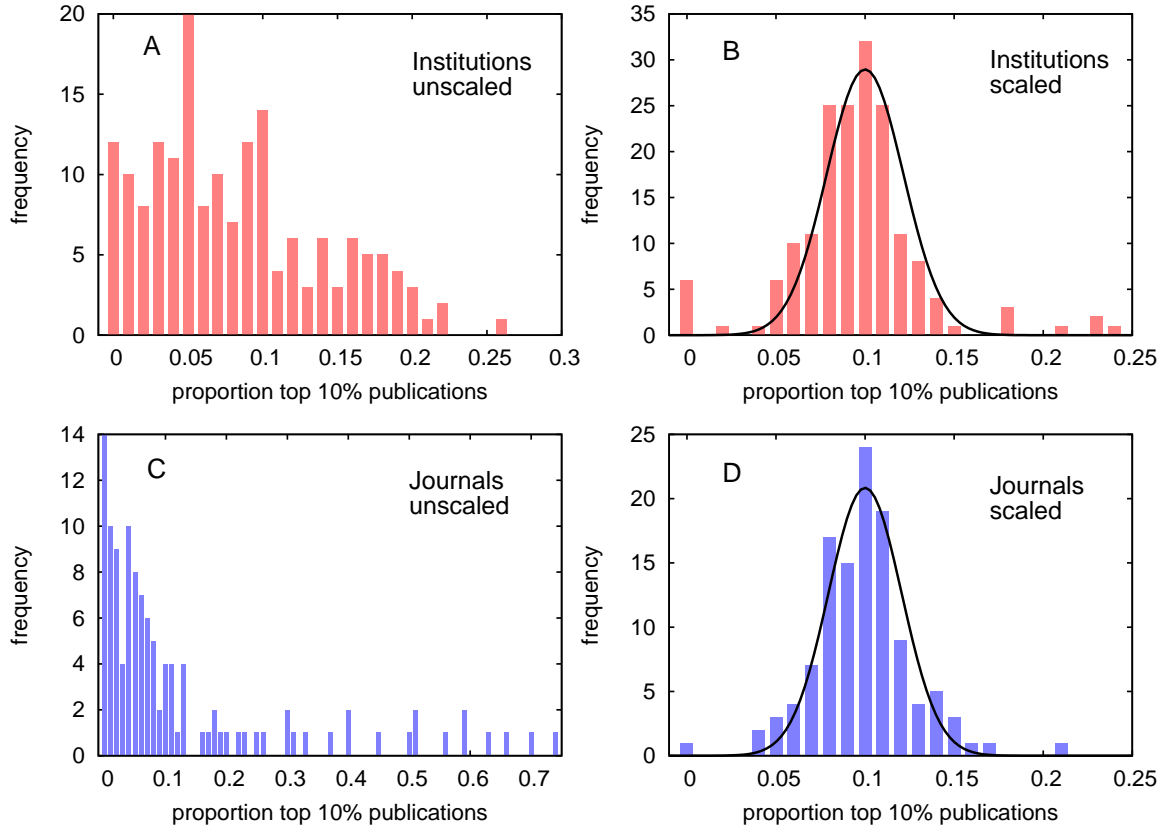 A
Institutions
unscaled
frequency
20
15
10
5
0
0 0.05 0.1 0.15 0.2 0.25 0.3
proportion top 10% publications
B
Institutions
scaled
frequency
35
30
25
20
15
10
5
0
0 0.05 0.1 0.15 0.2 0.25
proportion top 10% publications
C
Journals
unscaled
frequency
14
12
10
8
6
4
2
0
0 0.1 0.2 0.3 0.4 0.5 0.6 0.7
proportion top 10% publications
D
Journals
scaled
frequency
25
20
15
10
5
0
0 0.05 0.1 0.15 0.2 0.25
proportion top 10% publications